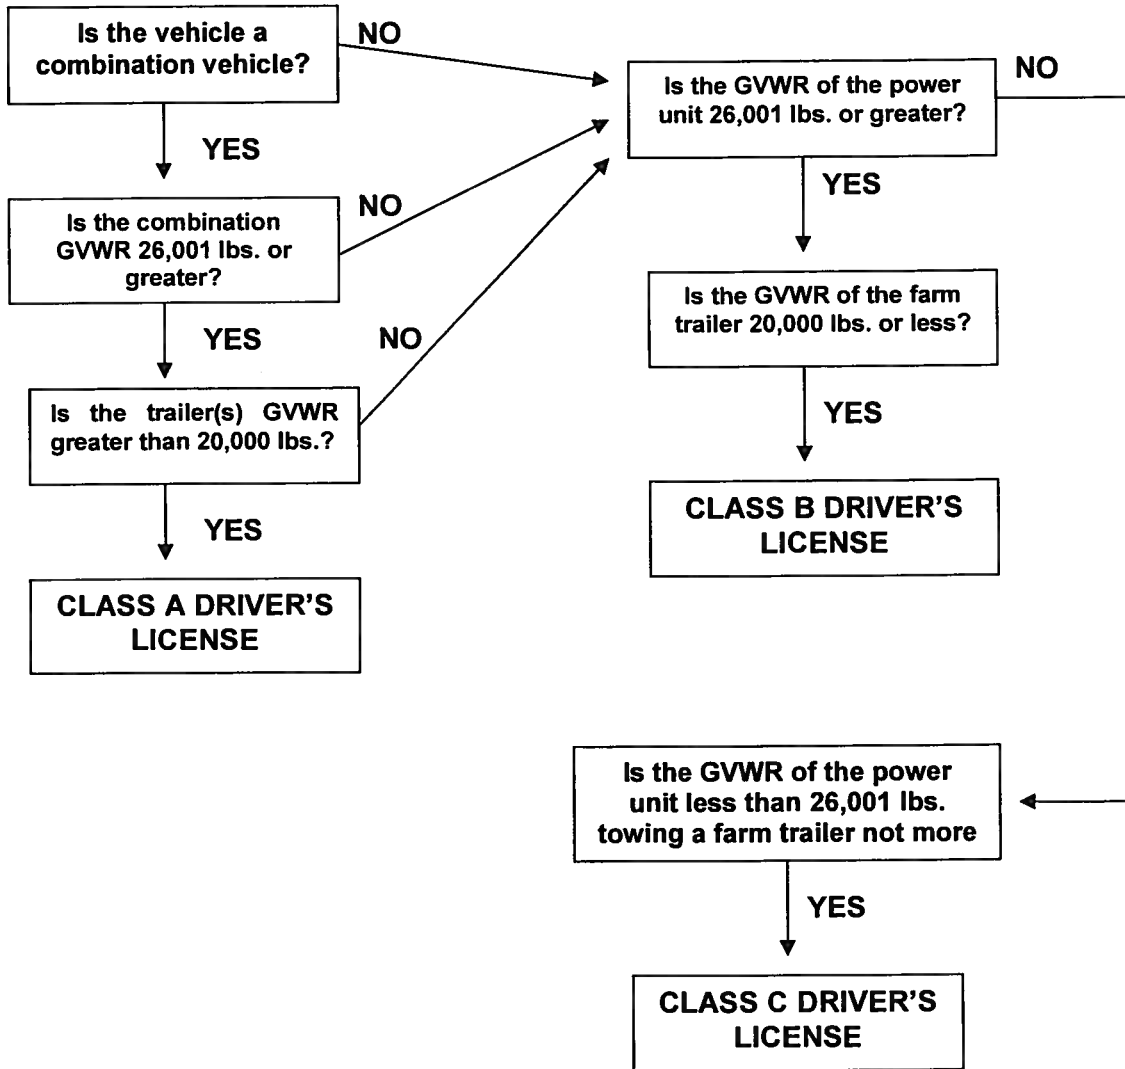 Is the vehicle a
combination vehicle?
NO
YES
Is the combination
GVWR 26,001 lbs. or
greater?
NO
YES
Is the trailer(s) GVWR
greater than 20,000 lbs.?
NO
YES
CLASS A DRIVER'S
LICENSE
Is the GVWR of the power
unit 26,001 lbs. or greater?
NO
YES
Is the GVWR of the farm
trailer 20,000 lbs. or less?
YES
CLASS B DRIVER'S
LICENSE
Is the GVWR of the power
unit less than 26,001 lbs.
towing a farm trailer not more
YES
CLASS C DRIVER'S
LICENSE